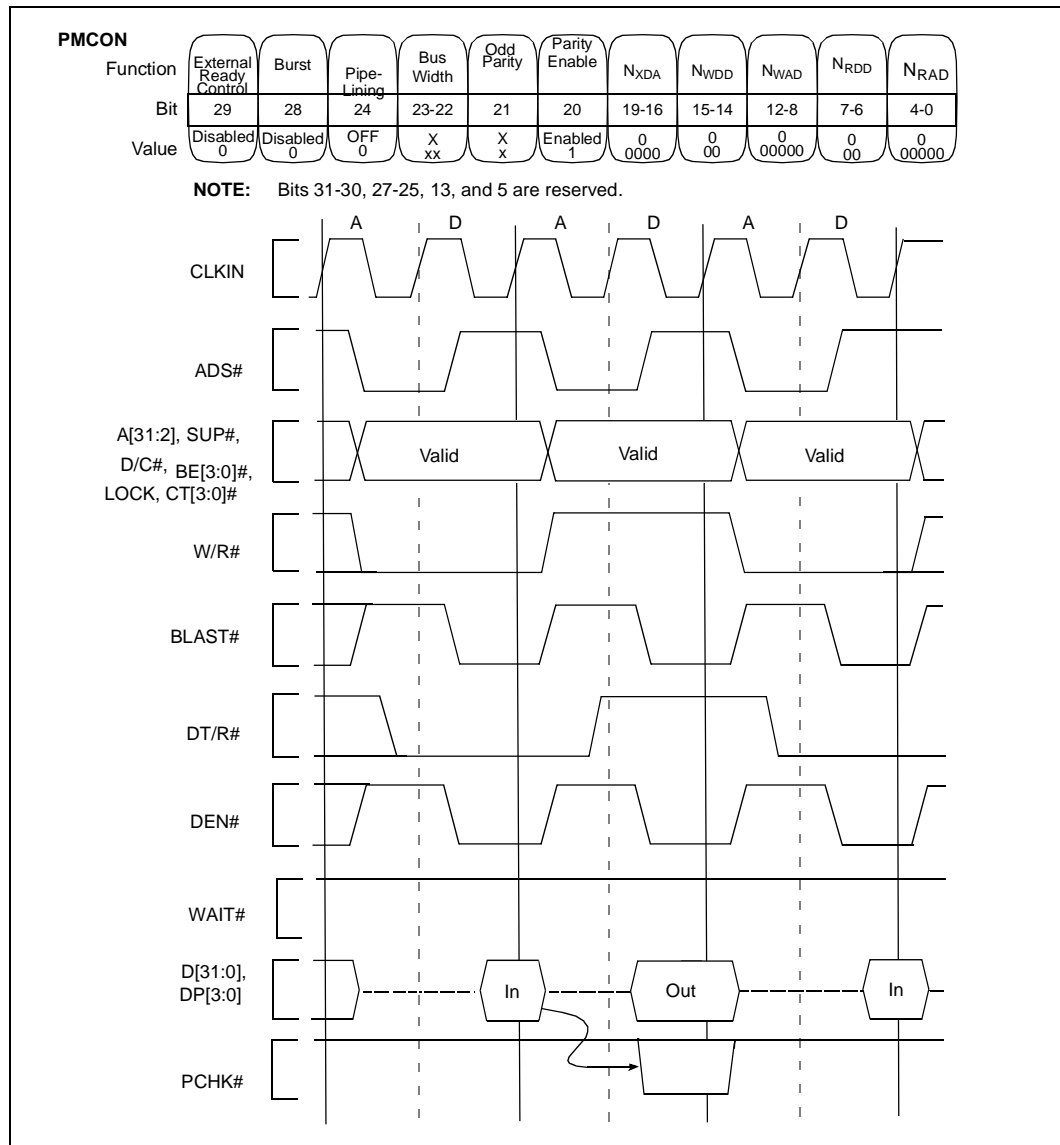 PMCON
Function External Ready Control Burst Pipe-Lining Bus Width Odd Parity Parity Enable NXDA NWDD NWAD NRDD NRAD
Bit 29 28 24 23-22 21 20 19-16 15-14 12-8 7-6 4-0
Value Disabled 0 Disabled 0 OFF 0 X xx X x Enabled 1 0 0000 0 00 0 00000 0 00 0 00000
NOTE: Bits 31-30, 27-25, 13, and 5 are reserved.
A D A D A D
CLKIN
ADS#
A[31:2], SUP#,
D/C#, BE[3:0]#,
LOCK, CT[3:0]#
Valid Valid Valid
W/R#
BLAST#
DT/R#
DEN#
WAIT#
D[31:0],
DP[3:0]
In Out In
PCHK#